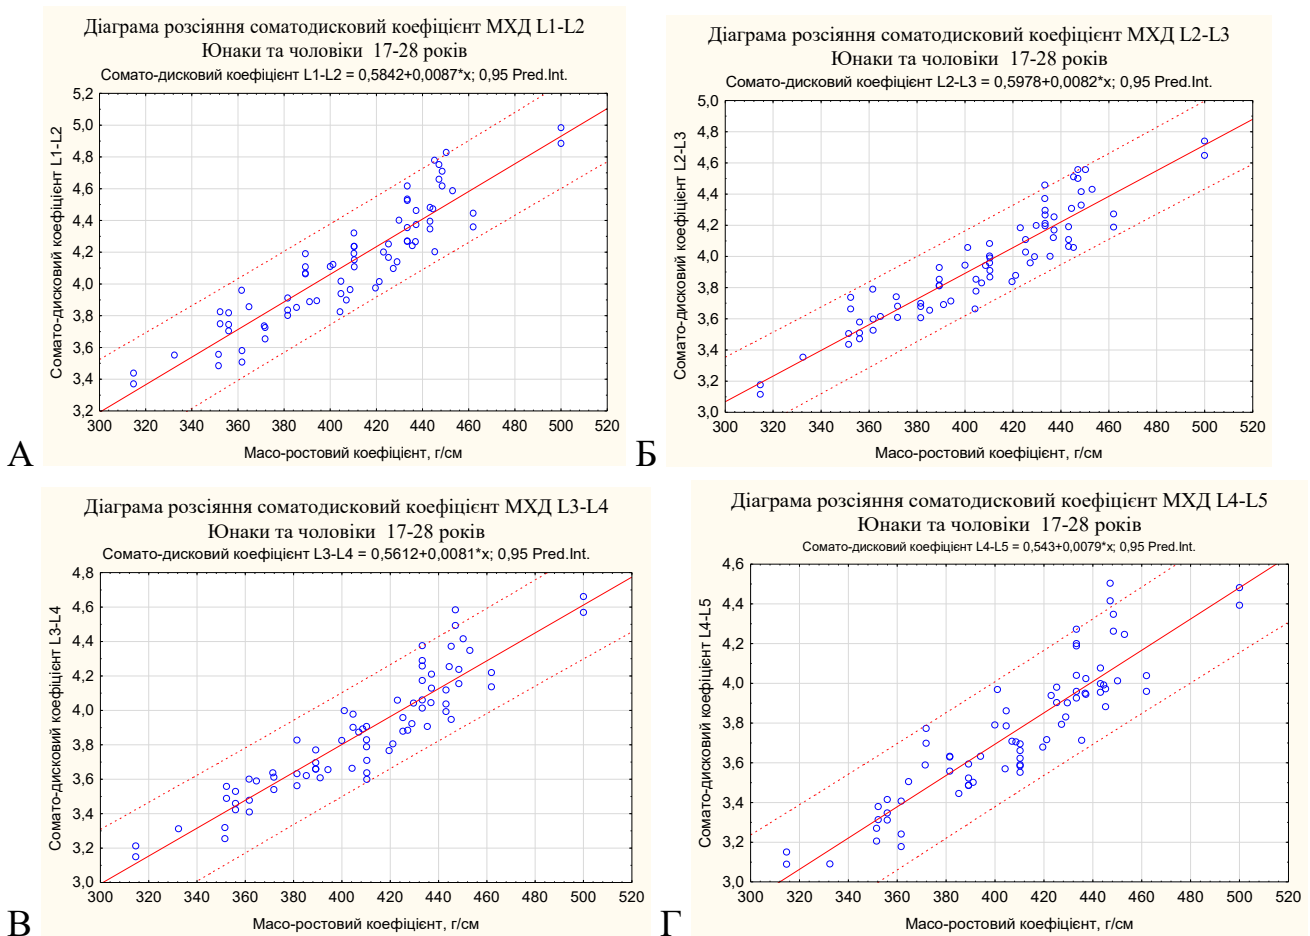 Діаграма розсіяння соматодисковий коефіцієнт МХД L1-L2
Юнаки та чоловіки 17-28 років
Сомато-дисковий коефіцієнт L1-L2 = 0,5842+0,0087*x; 0,95 Pred.Int.
Сомато-дисковий коефіцієнт L1-L2
5,2
5,0
4,8
4,6
4,4
4,2
4,0
3,8
3,6
3,4
3,2
300 320 340 360 380 400 420 440 460 480 500 520
Масо-ростовий коефіцієнт, г/см
А
Діаграма розсіяння соматодисковий коефіцієнт МХД L2-L3
Юнаки та чоловіки 17-28 років
Сомато-дисковий коефіцієнт L2-L3 = 0,5978+0,0082*x; 0,95 Pred.Int.
Сомато-дисковий коефіцієнт L2-L3
5,0
4,8
4,6
4,4
4,2
4,0
3,8
3,6
3,4
3,2
3,0
300 320 340 360 380 400 420 440 460 480 500 520
Масо-ростовий коефіцієнт, г/см
Б
Діаграма розсіяння соматодисковий коефіцієнт МХД L3-L4
Юнаки та чоловіки 17-28 років
Сомато-дисковий коефіцієнт L3-L4 = 0,5612+0,0081*x; 0,95 Pred.Int.
Сомато-дисковий коефіцієнт L3-L4
4,8
4,6
4,4
4,2
4,0
3,8
3,6
3,4
3,2
3,0
300 320 340 360 380 400 420 440 460 480 500 520
Масо-ростовий коефіцієнт, г/см
В
Діаграма розсіяння соматодисковий коефіцієнт МХД L4-L5
Юнаки та чоловіки 17-28 років
Сомато-дисковий коефіцієнт L4-L5 = 0,543+0,0079*x; 0,95 Pred.Int.
Сомато-дисковий коефіцієнт L4-L5
4,6
4,4
4,2
4,0
3,8
3,6
3,4
3,2
3,0
300 320 340 360 380 400 420 440 460 480 500 520
Масо-ростовий коефіцієнт, г/см
Г